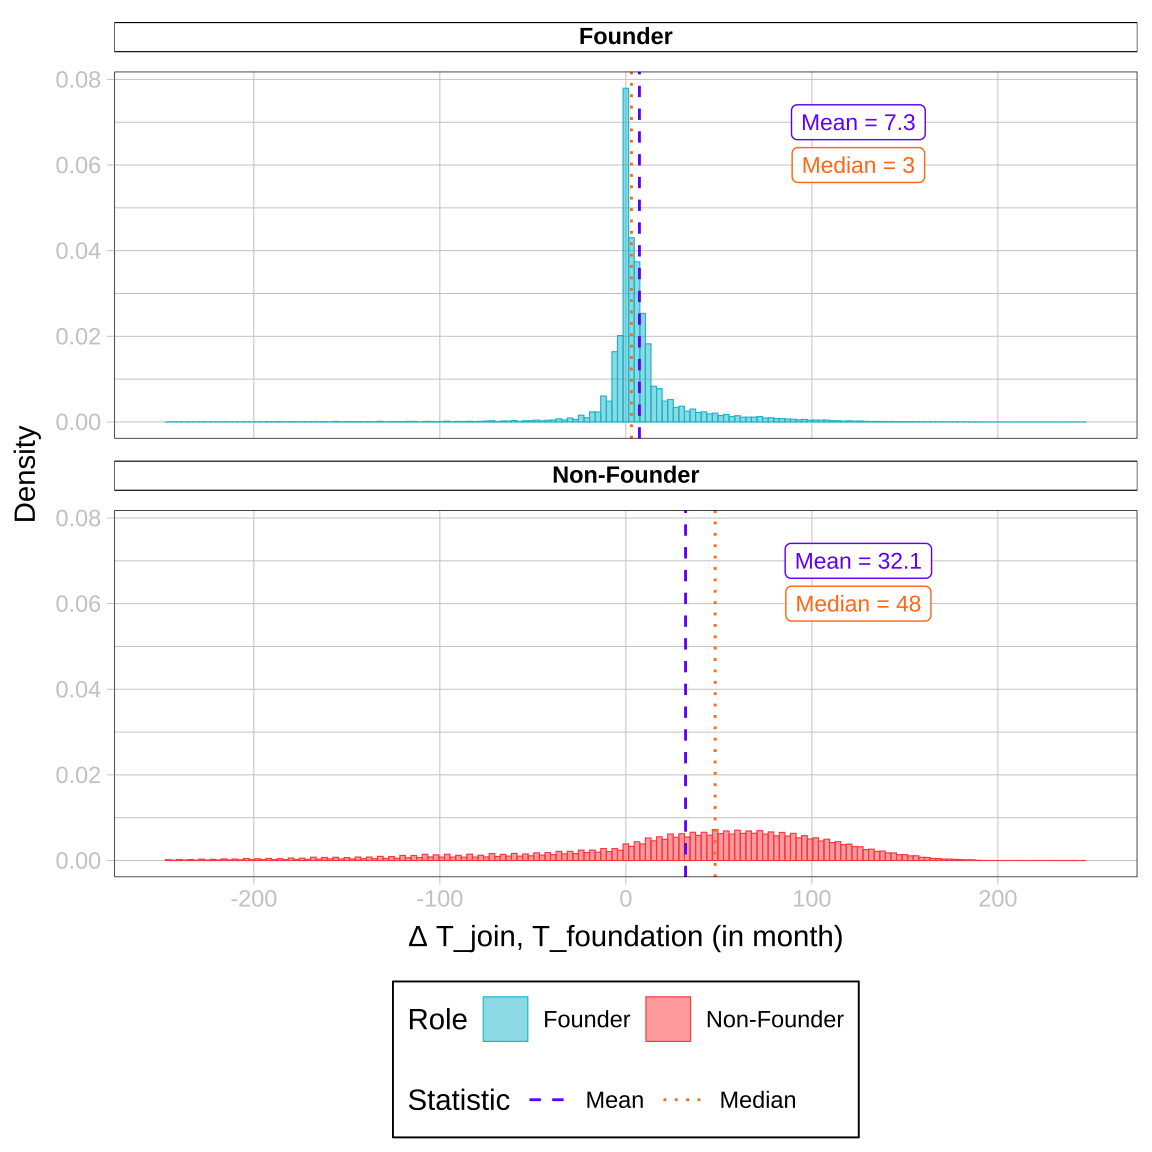 Founder
0.08
0.06
0.04
0.02
0.00
Mean = 7.3
Median = 3
Density
Non-Founder
0.08
0.06
0.04
0.02
0.00
Mean = 32.1
Median = 48
-200 -100 0 100 200
Δ T_join, T_foundation (in month)
Role Founder Non-Founder
Statistic Mean Median